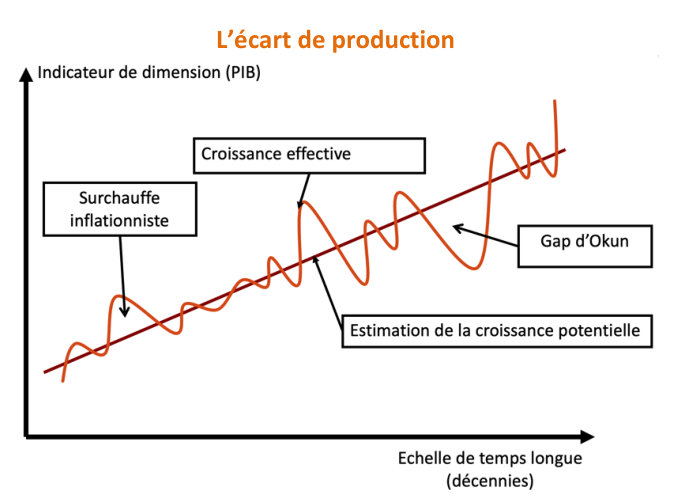 L'écart de production
Indicateur de dimension (PIB)
Croissance effective
Surchauffe
inflationniste
Gap d'Okun
Estimation de la croissance potentielle
Echelle de temps longue
(décennies)